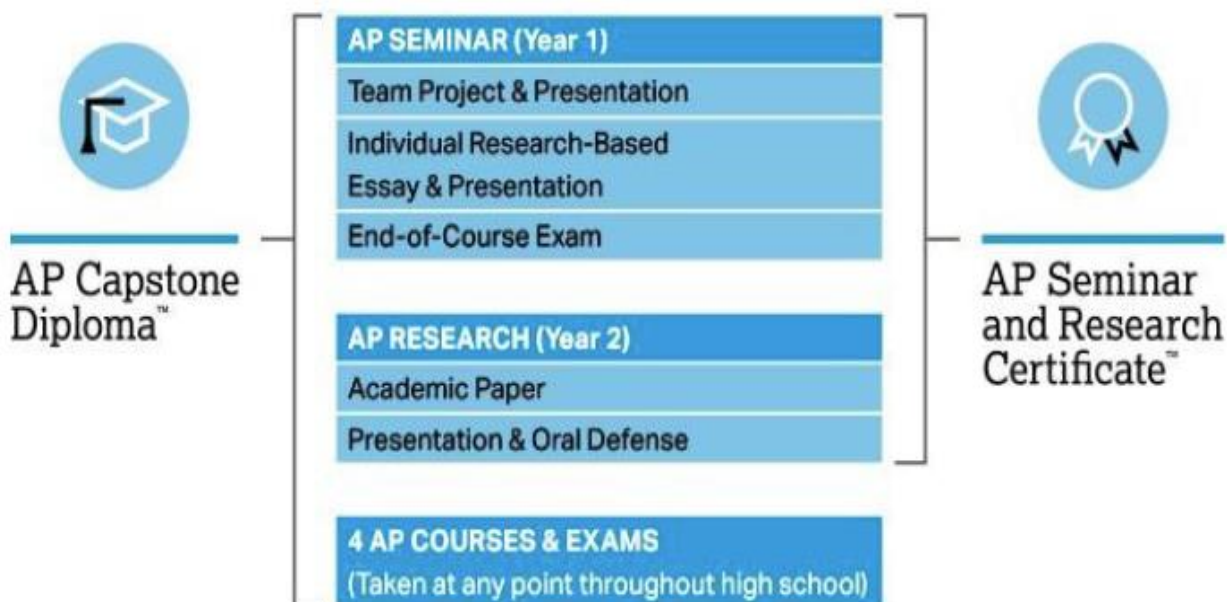 AP Capstone
Diploma™
AP SEMINAR (Year 1)
Team Project & Presentation
Individual Research-Based
Essay & Presentation
End-of-Course Exam
AP RESEARCH (Year 2)
Academic Paper
Presentation & Oral Defense
4 AP COURSES & EXAMS
(Taken at any point throughout high school)
AP Seminar
and Research
Certificate™